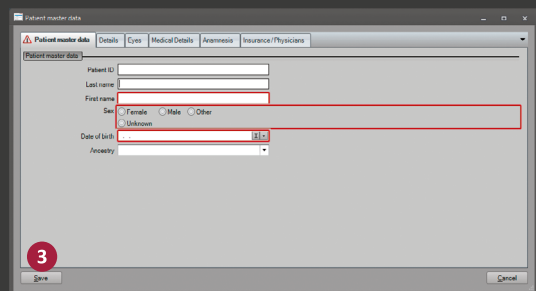 Patient master data
Patient master data Details Eyes Medical Details Anamnesis Insurance/Physicians
Patient master data
Patient ID
Last name
First name
Sex Female Male Other
Unknown
Date of birth . .
Ancestry
3
Save Cancel